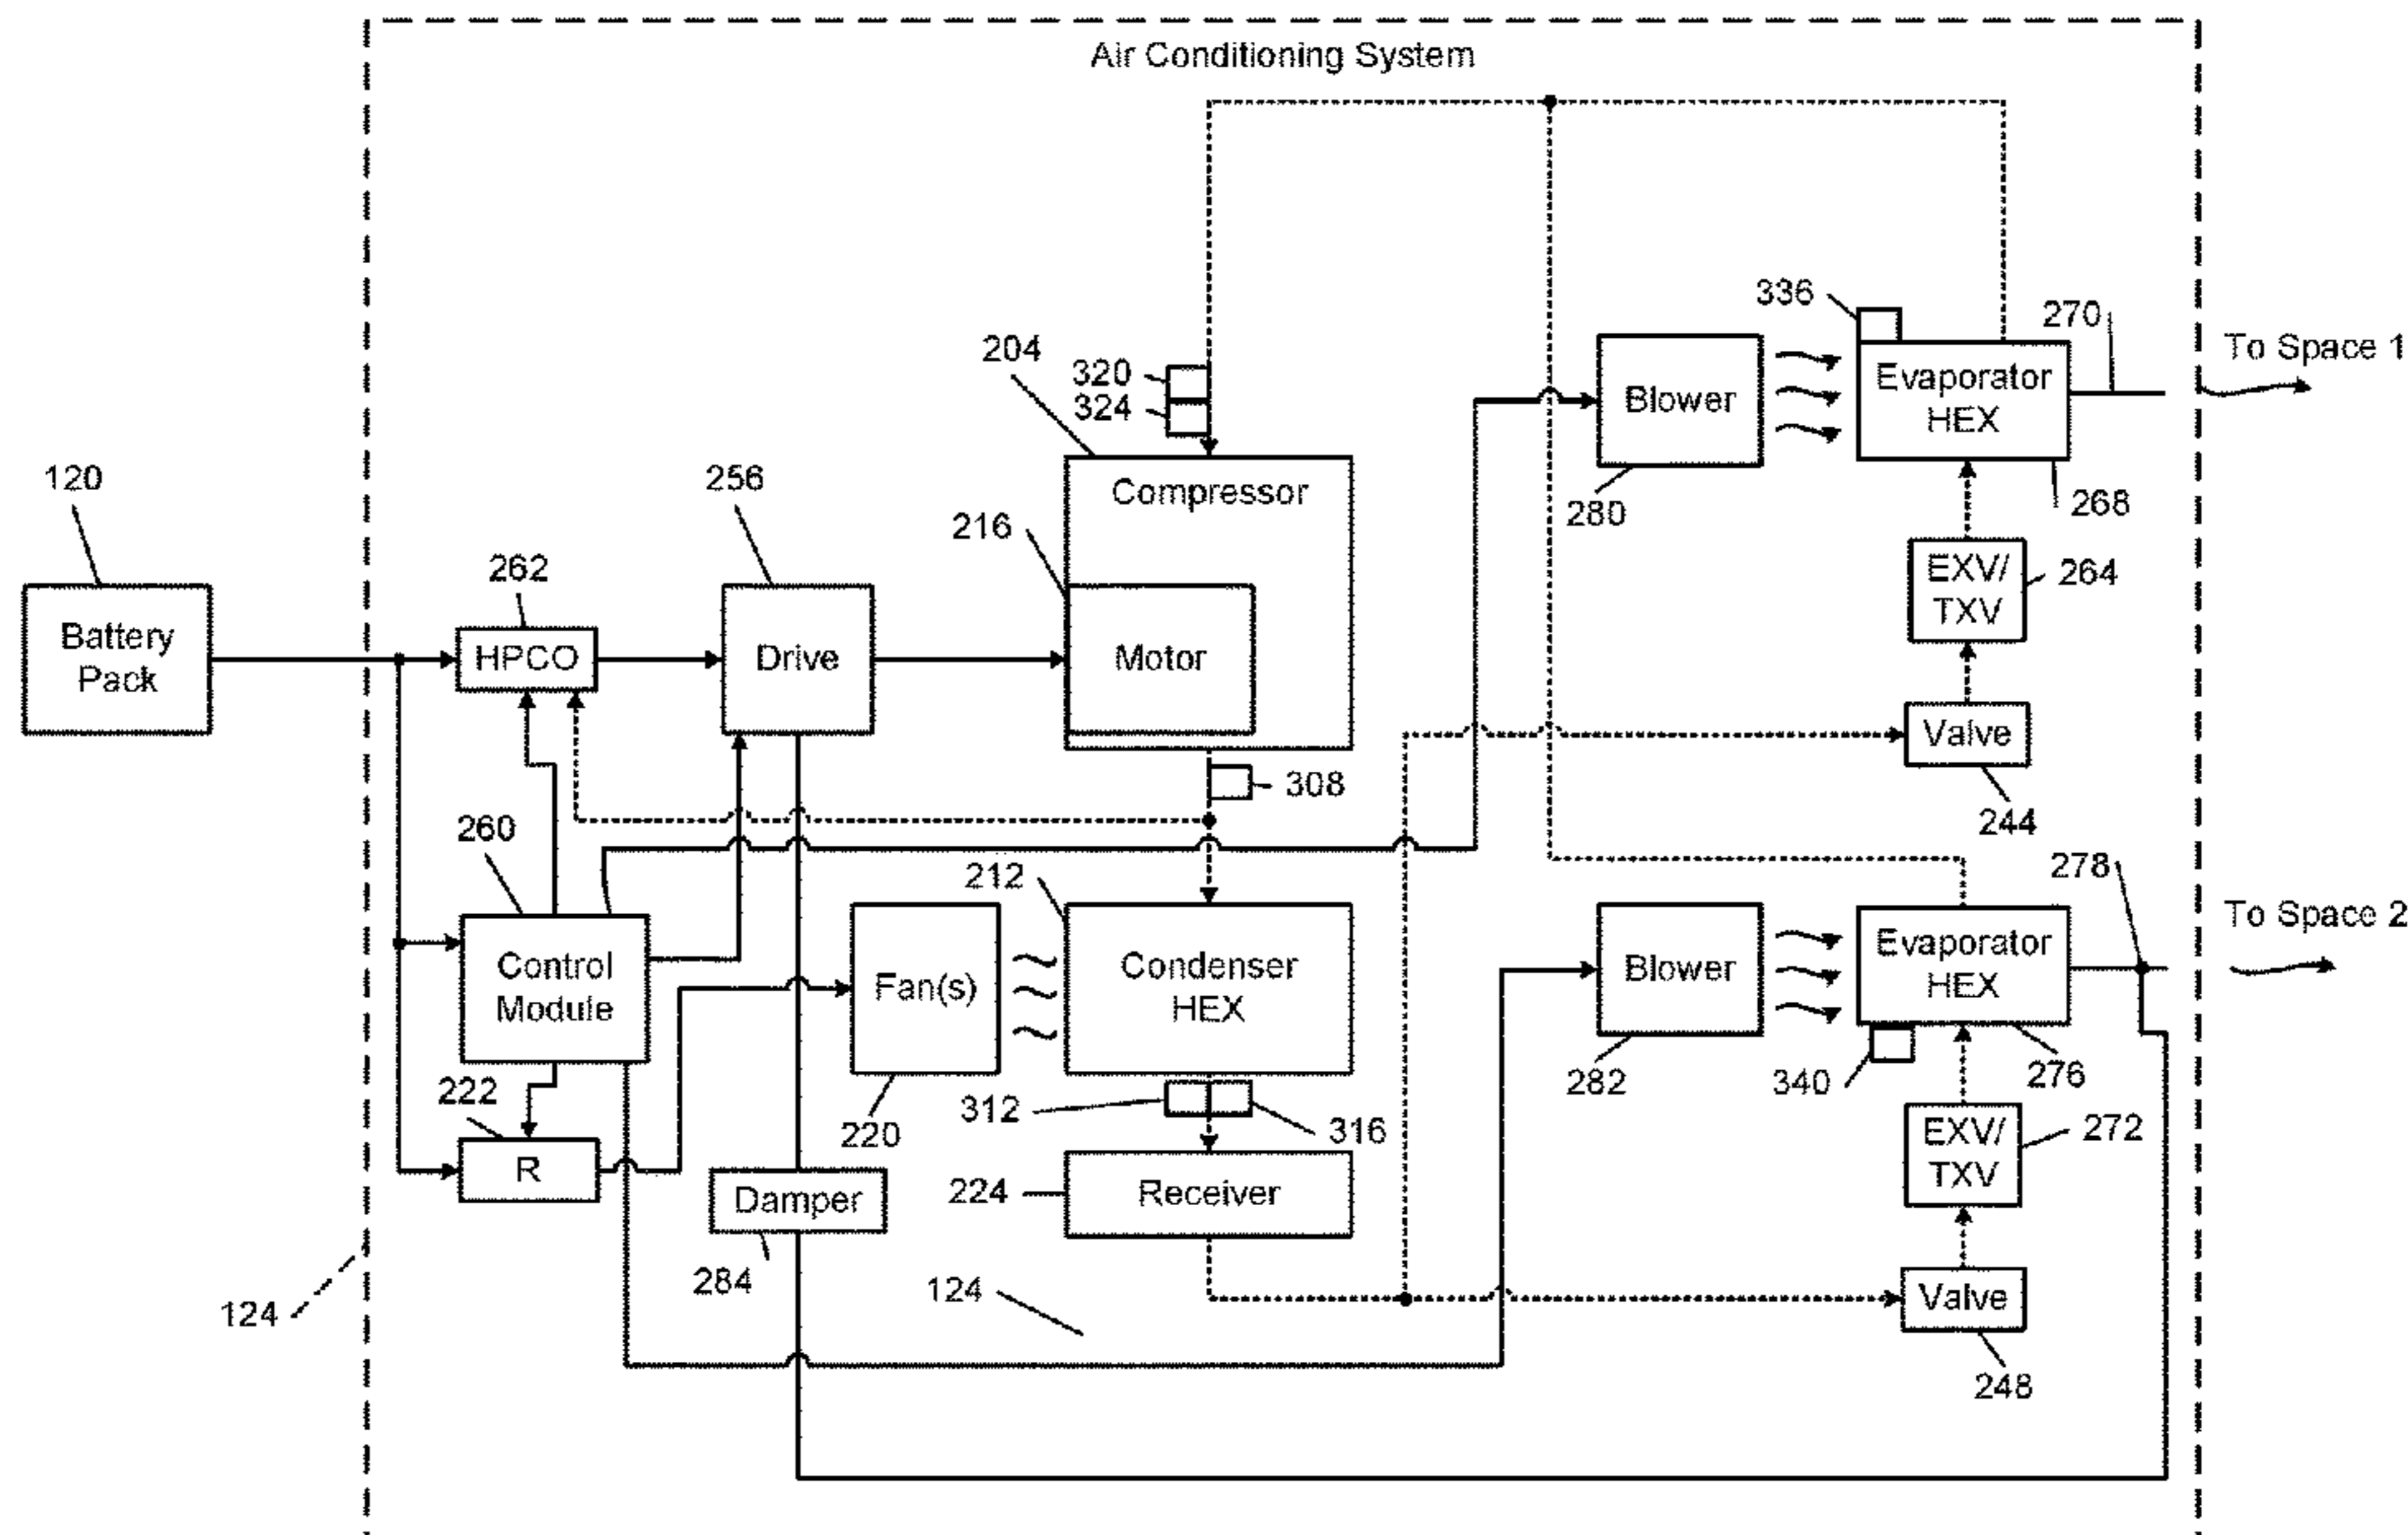 Air Conditioning System
336
270
To Space 1
204
320
324
Blower
Evaporator
HEX
120
256
Compressor
280
268
216
262
EXV/
TXV
264
Battery
Pack
HPCO
Drive
Motor
Valve
308
244
260
212
278
To Space 2
Control
Module
Fan(s)
Condenser
HEX
Blower
Evaporator
HEX
222
312
316
282
340
276
220
EXV/
TXV
272
R
Damper
224
Receiver
284
124
124
Valve
248